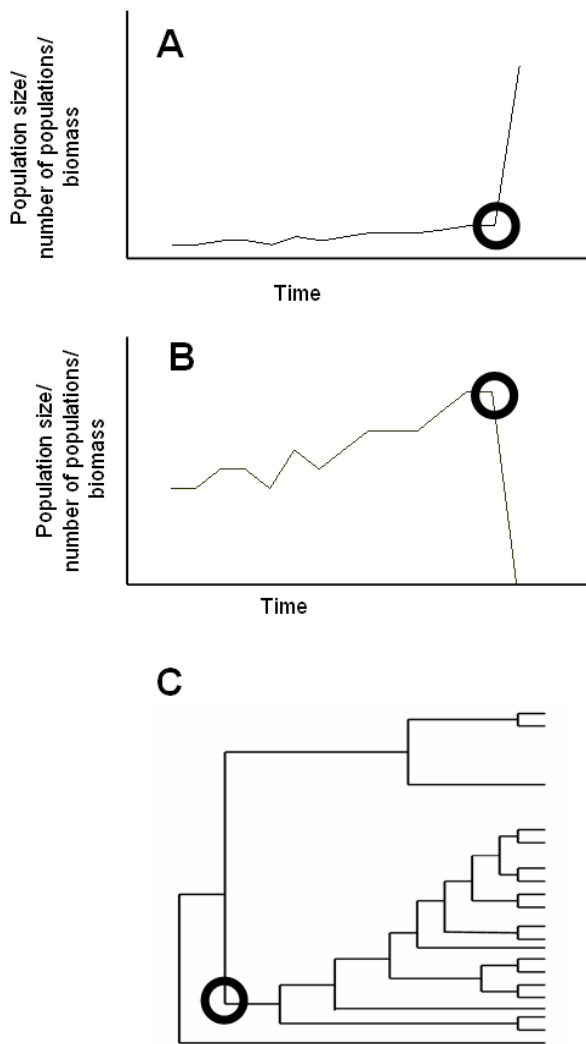 A
Population size/
number of populations/
biomass
Time
B
Population size/
number of populations/
biomass
Time
C